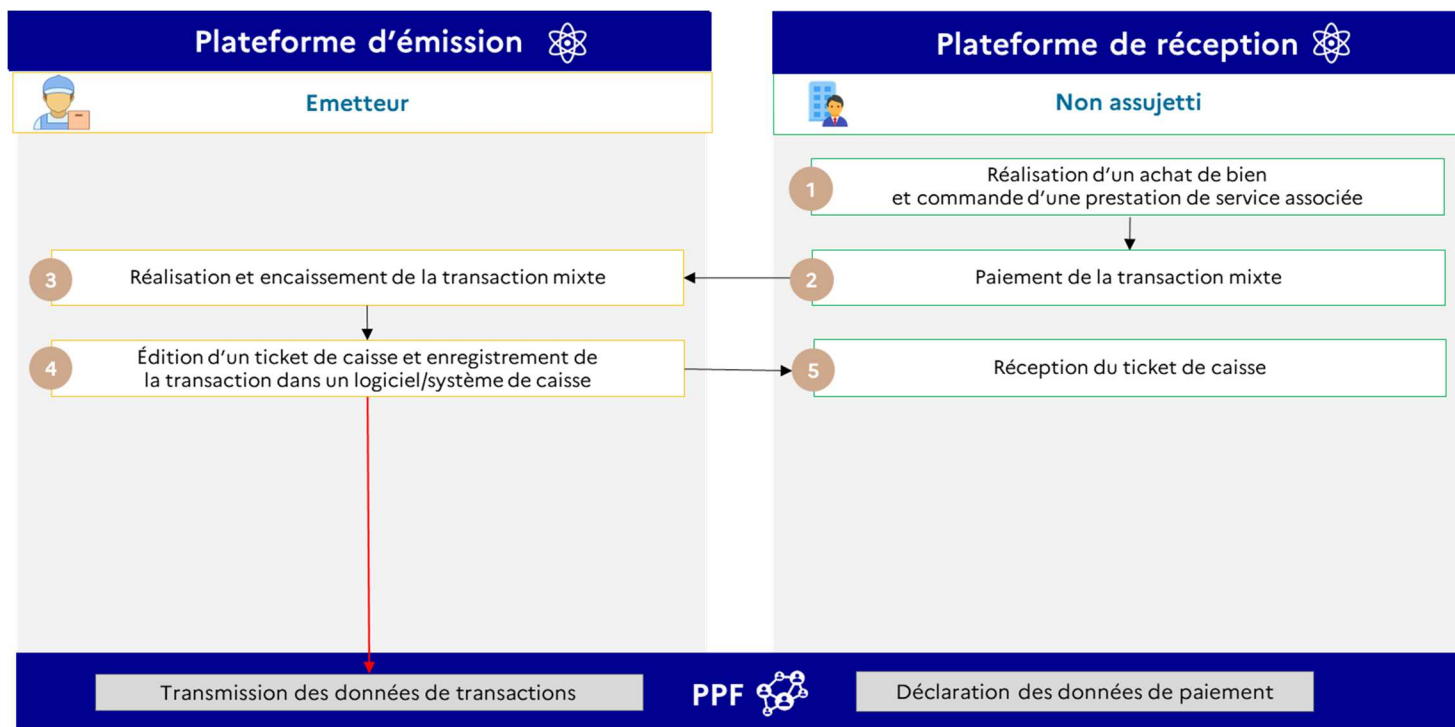 Plateforme d’émission
Plateforme de réception
Emetteur
Non assujetti
1
Réalisation d’un achat de bien
et commande d’une prestation de service associée
3
Réalisation et encaissement de la transaction mixte
2
Paiement de la transaction mixte
4
Édition d’un ticket de caisse et enregistrement de
la transaction dans un logiciel/système de caisse
5
Réception du ticket de caisse
Transmission des données de transactions
PPF
Déclaration des données de paiement